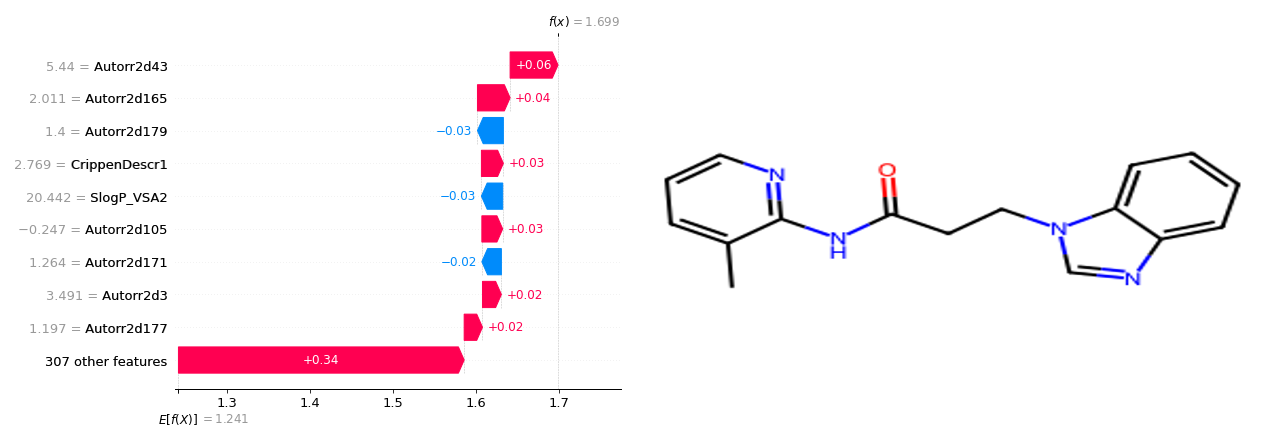 f(x) = 1.699
5.44 = Autorr2d43 +0.06
2.011 = Autorr2d165 +0.04
1.4 = Autorr2d179 −0.03
2.769 = CrippenDescr1 +0.03
20.442 = SlogP_VSA2 −0.03
−0.247 = Autorr2d105 +0.03
1.264 = Autorr2d171 −0.02
3.491 = Autorr2d3 +0.02
1.197 = Autorr2d177 +0.02
307 other features +0.34
1.3 1.4 1.5 1.6 1.7
E[f(X)] = 1.241
N
O
N
H
N
N